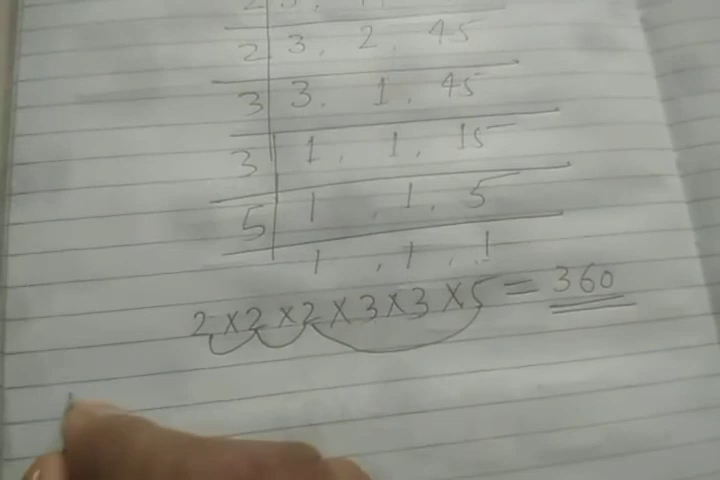 2 | 3, 2, 45
3 | 3, 1, 45
3 | 1, 1, 15
5 | 1, 1, 5
1, 1, 1
2×2×2×3×3×5 = 360